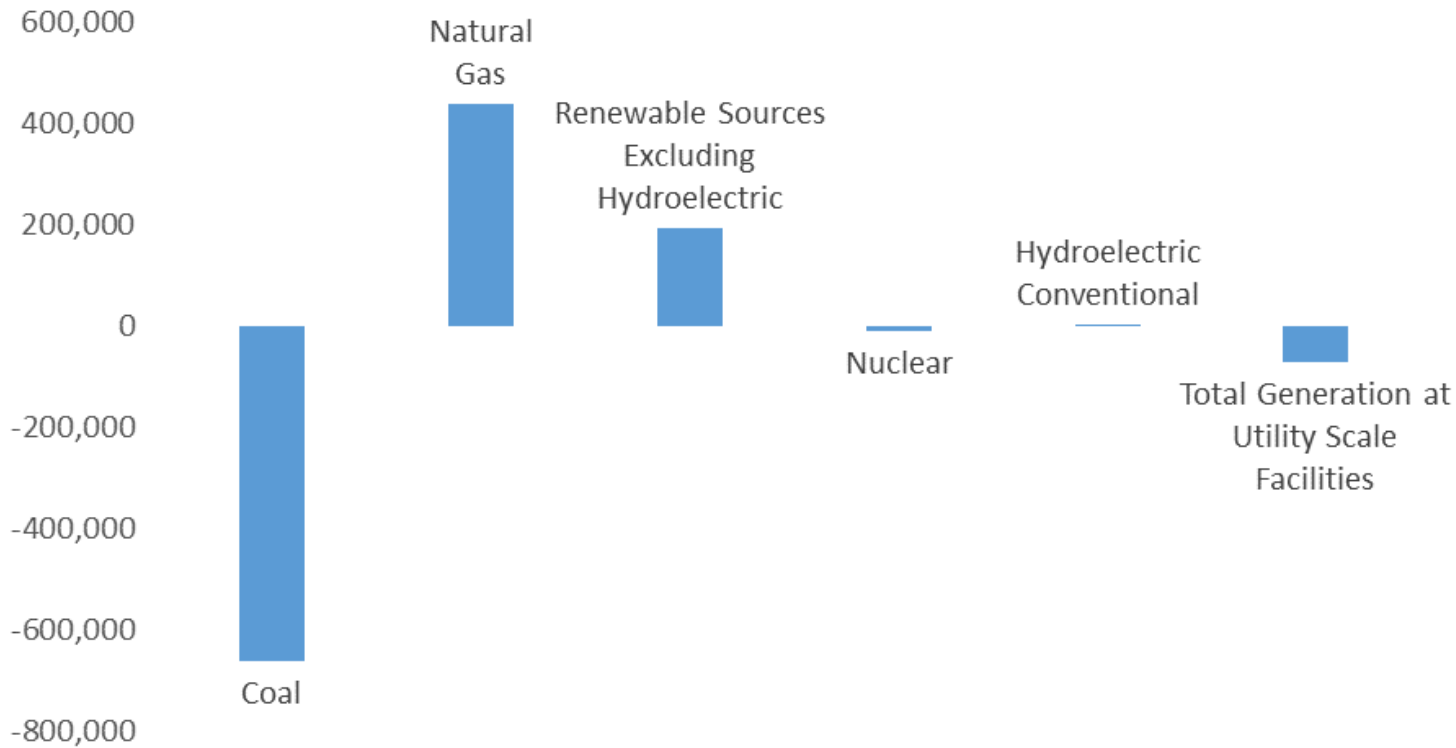 600,000
400,000
200,000
0
-200,000
-400,000
-600,000
-800,000
Coal
Natural
Gas
Renewable Sources
Excluding
Hydroelectric
Nuclear
Hydroelectric
Conventional
Total Generation at
Utility Scale
Facilities